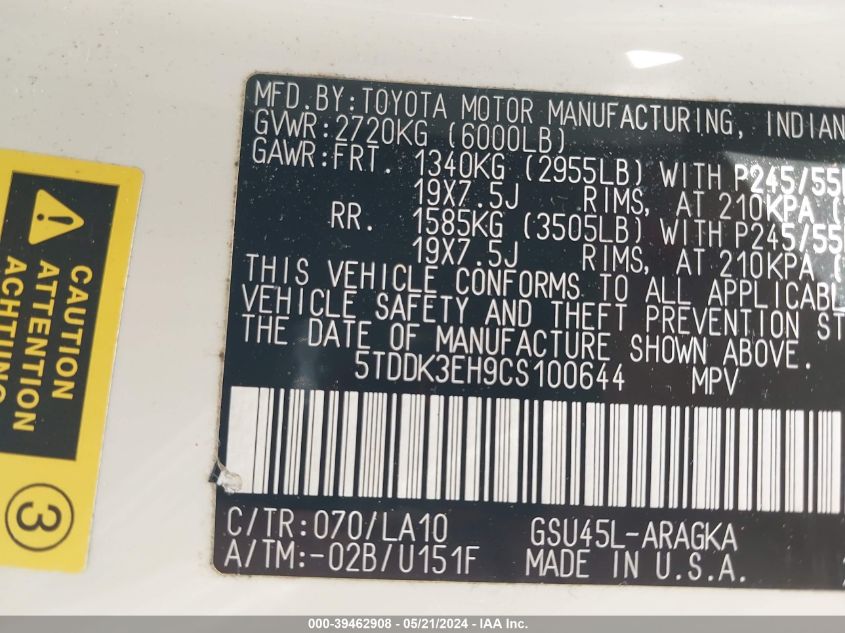 MFD. BY: TOYOTA MOTOR MANUFACTURING, INDIAN
GVWR: 2720KG (6000LB)
GAWR: FRT. 1340KG (2955LB) WITH P245/55
19X7.5J RIMS, AT 210KPA
RR. 1585KG (3505LB) WITH P245/55
19X7.5J RIMS, AT 210KPA
THIS VEHICLE CONFORMS TO ALL APPLICABL
VEHICLE SAFETY AND THEFT PREVENTION ST
THE DATE OF MANUFACTURE SHOWN ABOVE.
5TDDK3EH9CS100644 MPV
C/TR: 070/LA10 GSU45L-ARAGKA
A/TM: -02B/U151F MADE IN U.S.A.
CAUTION
ATTENTION
ACHTUNG
3
000-39462908 / 05/21/2024 / IAA, Inc.